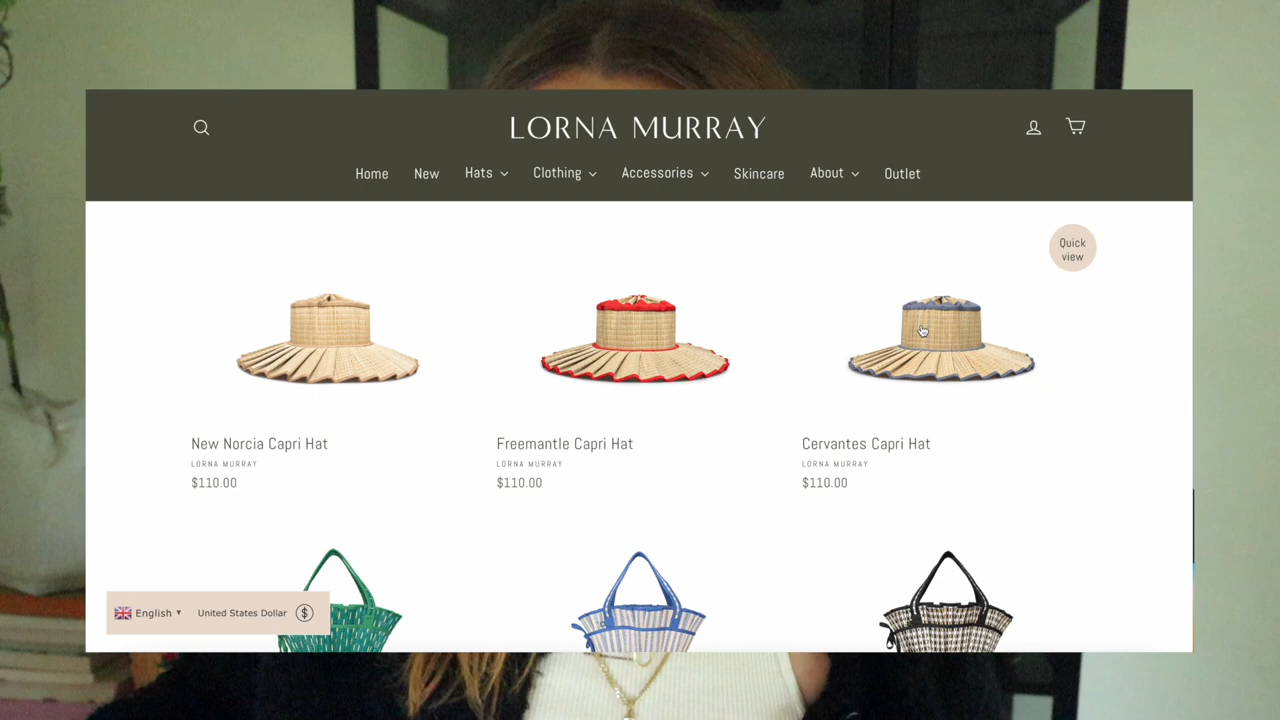 LORNA MURRAY
Home New Hats Clothing Accessories Skincare About Outlet
Quick
view
New Norcia Capri Hat
LORNA MURRAY
$110.00
Freemantle Capri Hat
LORNA MURRAY
$110.00
Cervantes Capri Hat
LORNA MURRAY
$110.00
English United States Dollar $